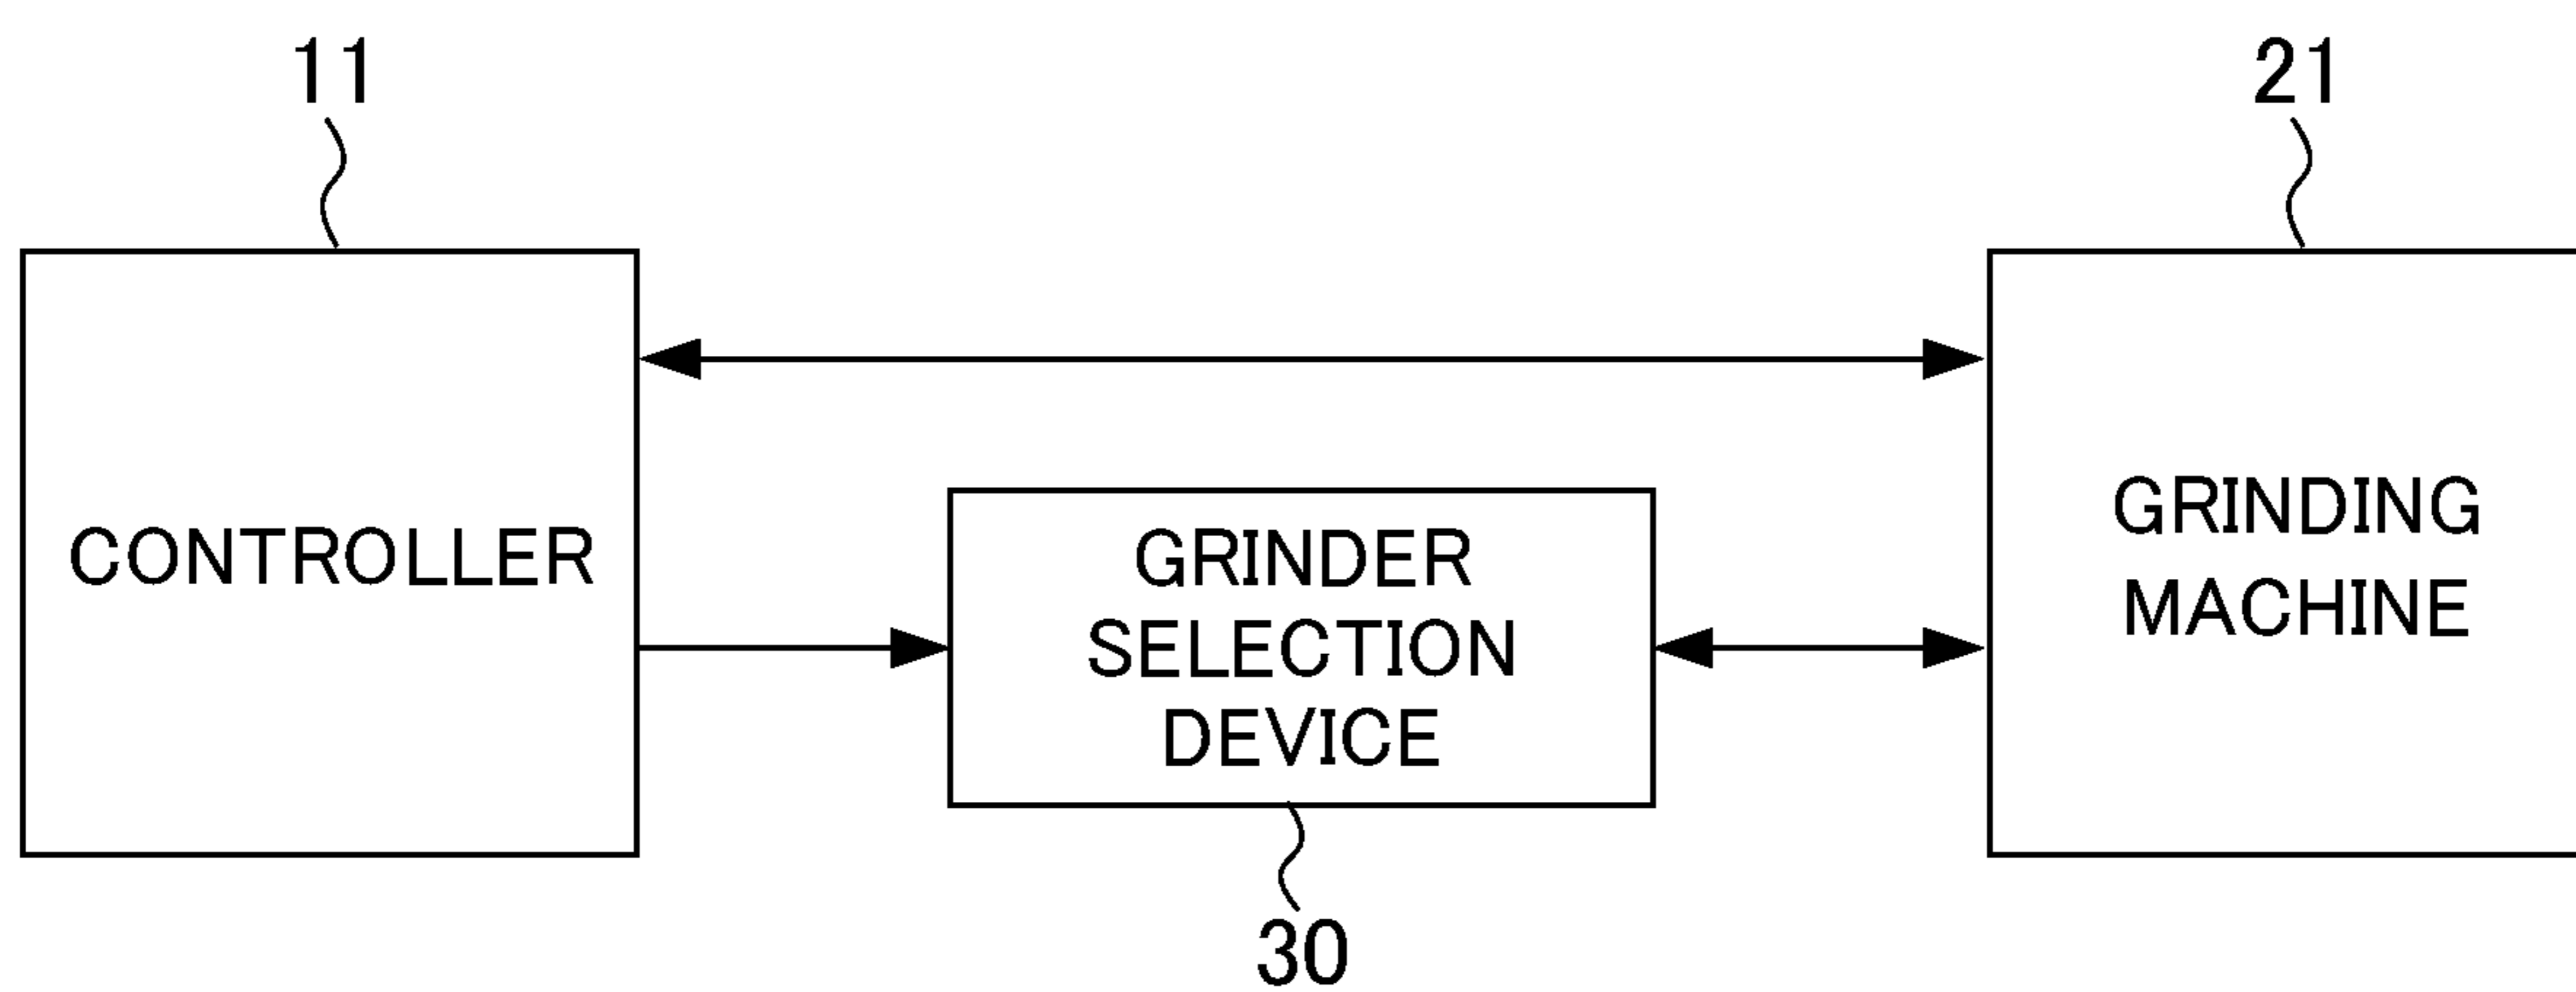 11
21
CONTROLLER
GRINDER
SELECTION
DEVICE
GRINDING
MACHINE
30